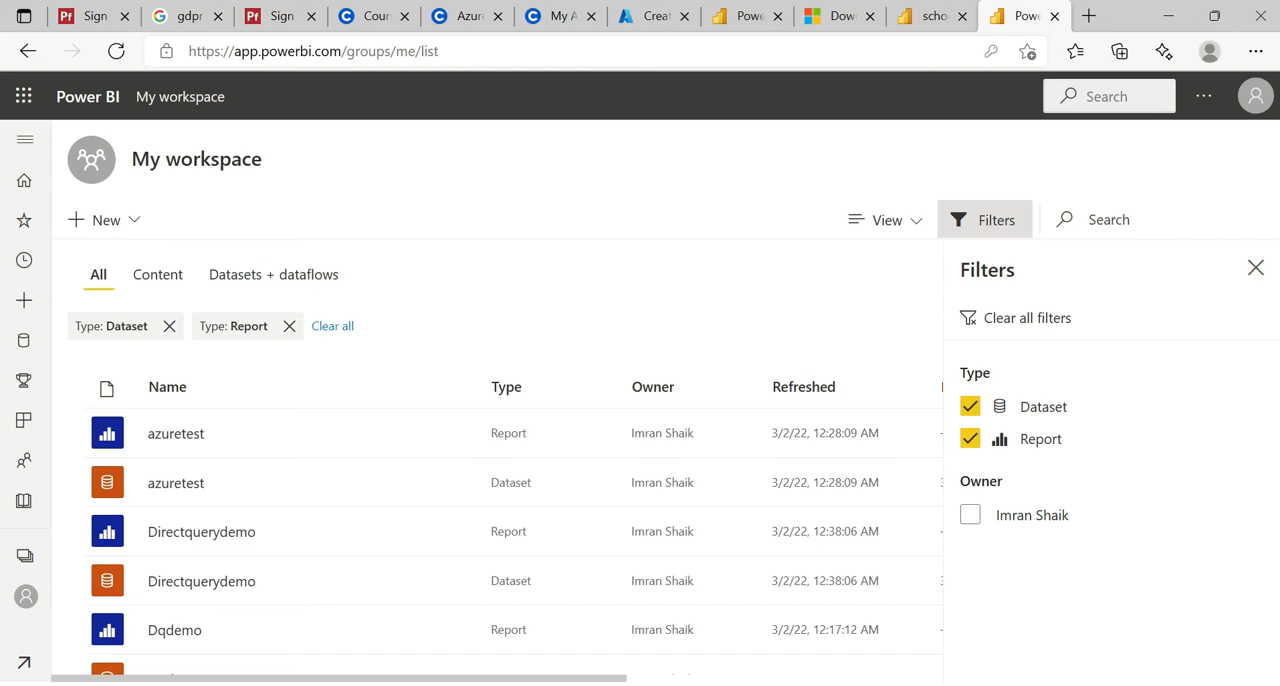 Sign gdpr Sign Cour Azur My A Creat Powe Dow scho Powe
https://app.powerbi.com/groups/me/list
Power BI My workspace Search
My workspace
New View Filters Search
All Content Datasets + dataflows
Filters
Clear all filters
Type: Dataset Type: Report Clear all
Type
Name Type Owner Refreshed
Dataset
azuretest Report Imran Shaik 3/2/22, 12:28:09 AM -
Report
azuretest Dataset Imran Shaik 3/2/22, 12:28:09 AM
Owner
Imran Shaik
Directquerydemo Report Imran Shaik 3/2/22, 12:38:06 AM -
Directquerydemo Dataset Imran Shaik 3/2/22, 12:38:06 AM
Dqdemo Report Imran Shaik 3/2/22, 12:17:12 AM -